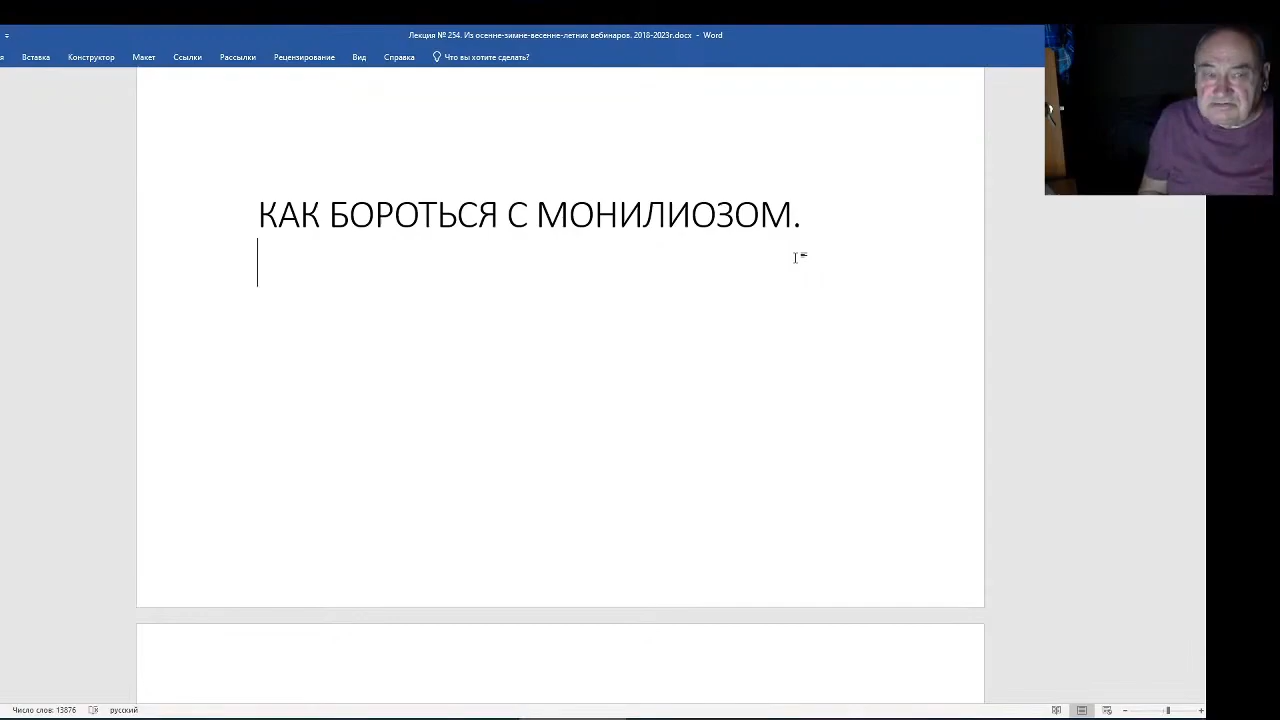 Лекция № 254. Из осенне-зимне-весенне-летних вебинаров. 2018-2023г.docx - Word
я Вставка Конструктор Макет Ссылки Рассылки Рецензирование Вид Справка Что вы хотите сделать?
КАК БОРОТЬСЯ С МОНИЛИОЗОМ.
Число слов: 13876 русский